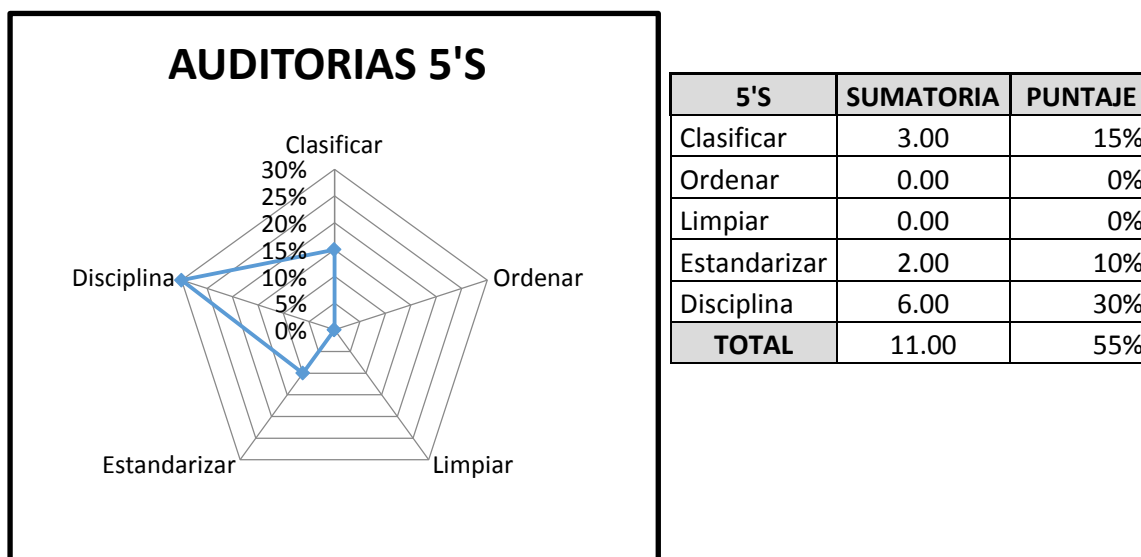 AUDITORIAS 5'S
Clasificar
30%
25%
20%
15%
10%
5%
0%
Disciplina
Ordenar
Estandarizar
Limpiar
5'S SUMATORIA PUNTAJE
Clasificar 3.00 15%
Ordenar 0.00 0%
Limpiar 0.00 0%
Estandarizar 2.00 10%
Disciplina 6.00 30%
TOTAL 11.00 55%